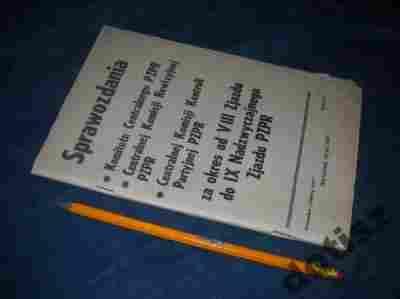 Sprawozdania
• Komitetu Centralnego PZPR
• Centralnej Komisji Rewizyjnej
PZPR
• Centralnej Komisji Kontroli
Partyjnej PZPR
za okres od VIII Zjazdu
do IX Nadzwyczajnego
Zjazdu PZPR